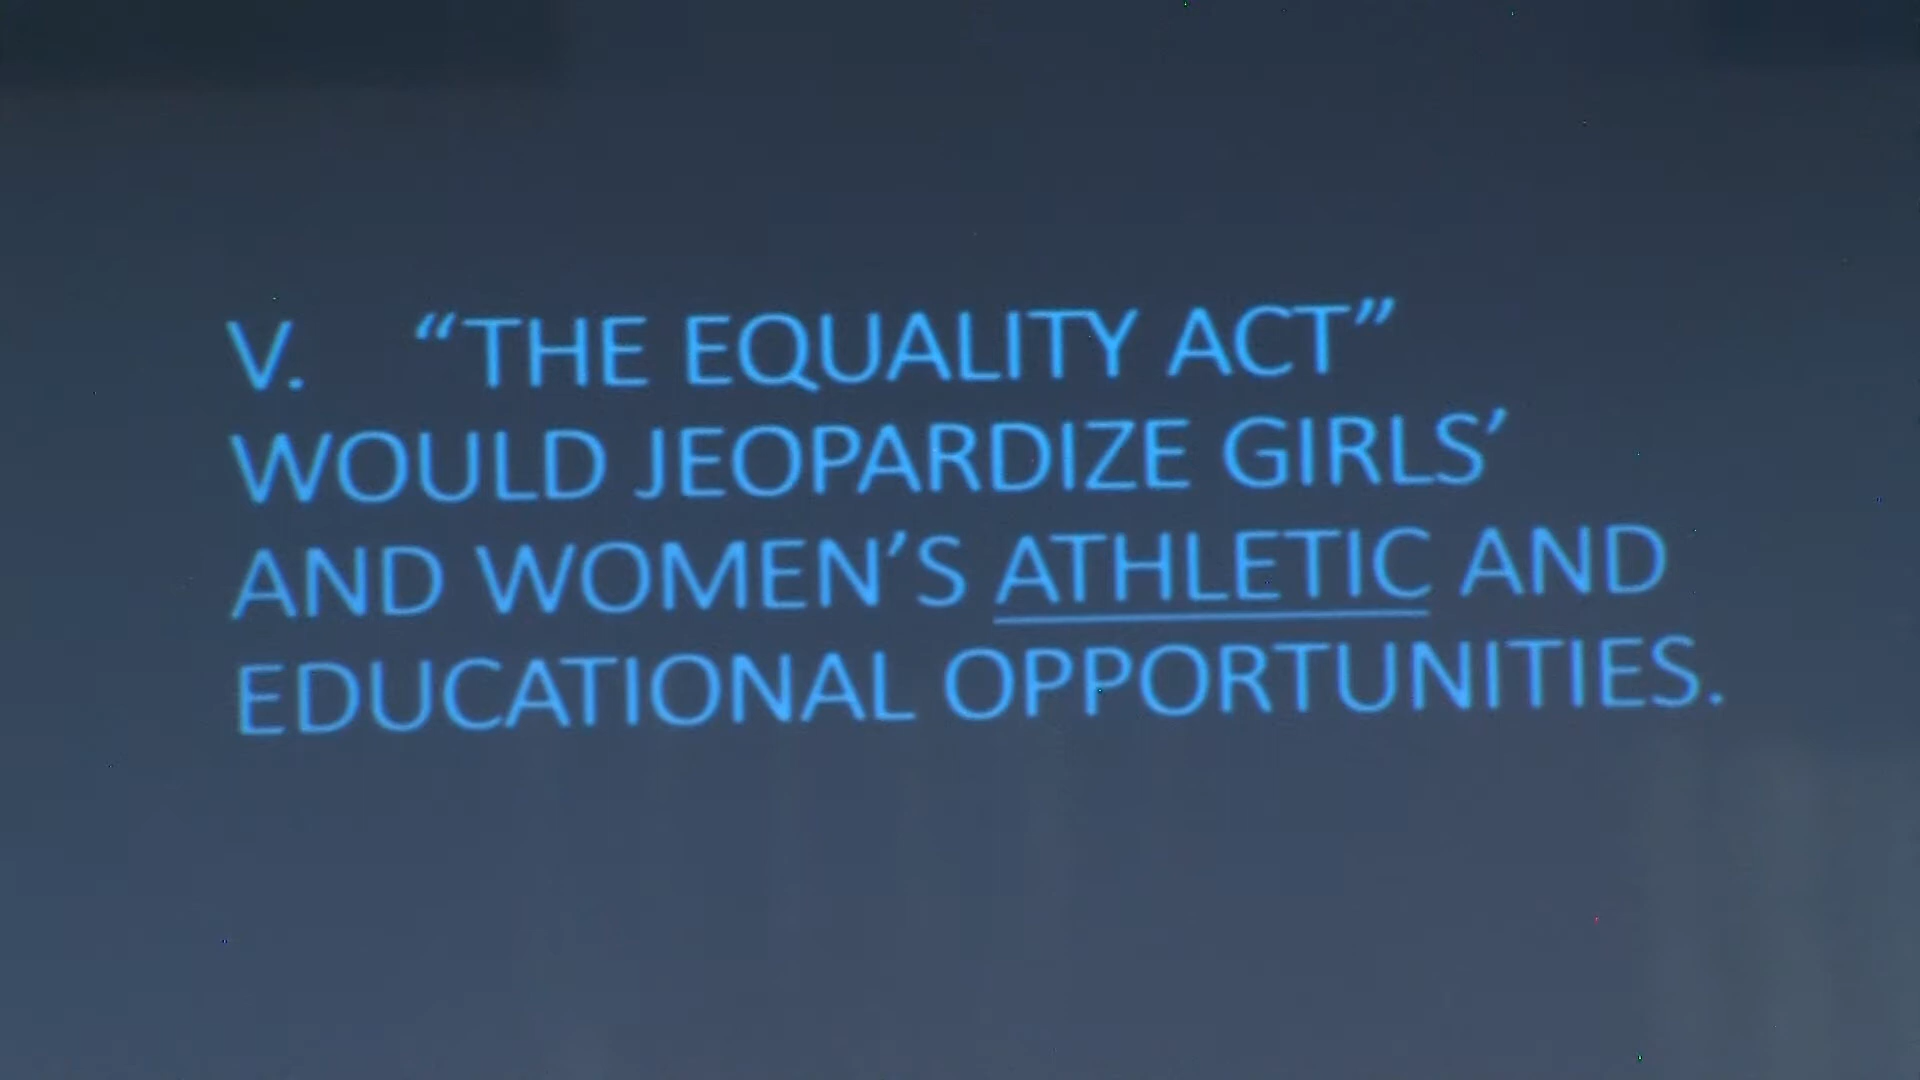 V. “THE EQUALITY ACT”
WOULD JEOPARDIZE GIRLS’
AND WOMEN’S ATHLETIC AND
EDUCATIONAL OPPORTUNITIES.